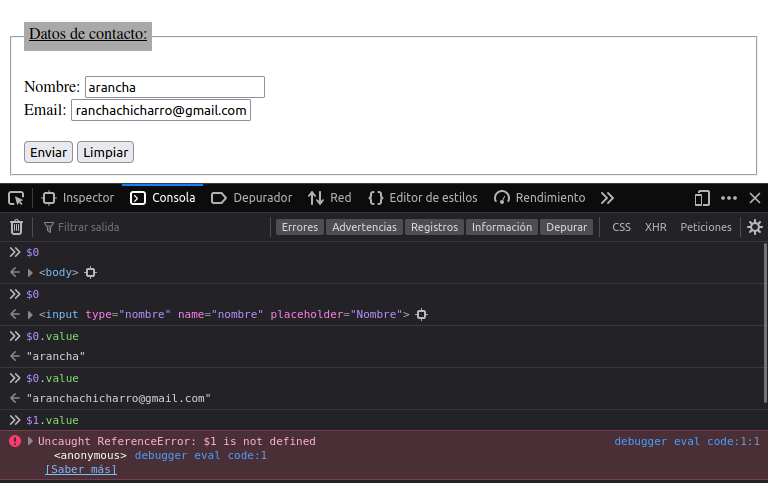 Datos de contacto:
Nombre: arancha
Email: ranchachicharro@gmail.com
Enviar Limpiar
Inspector Consola Depurador Red {} Editor de estilos Rendimiento
Filtrar salida Errores Advertencias Registros Información Depurar CSS XHR Peticiones
$0
<body>
$0
<input type="nombre" name="nombre" placeholder="Nombre">
$0.value
"arancha"
$0.value
"aranchachicharro@gmail.com"
$1.value
Uncaught ReferenceError: $1 is not defined debugger eval code:1:1
<anonymous> debugger eval code:1
[Saber más]